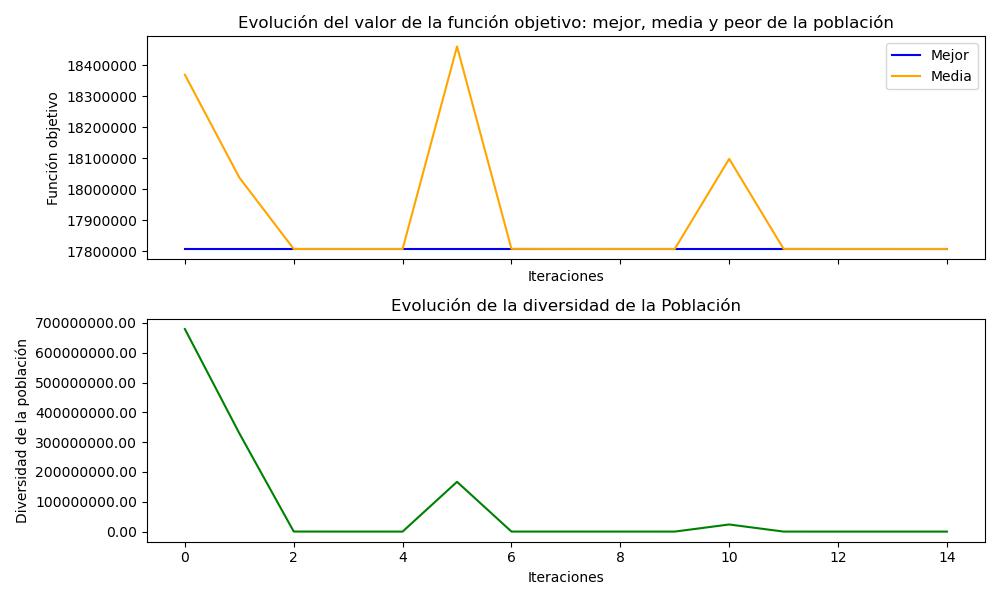 Evolución del valor de la función objetivo: mejor, media y peor de la población
Función objetivo
18400000
18300000
18200000
18100000
18000000
17900000
17800000
Mejor
Media
Iteraciones
Evolución de la diversidad de la Población
Diversidad de la población
700000000.00
600000000.00
500000000.00
400000000.00
300000000.00
200000000.00
100000000.00
0.00
0 2 4 6 8 10 12 14
Iteraciones